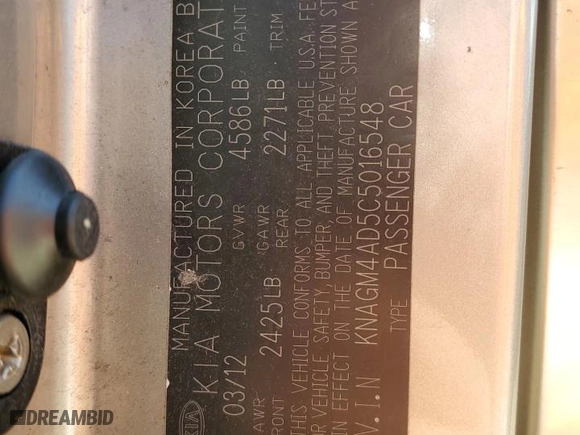 MANUFACTURED IN KOREA B
KIA KIA MOTORS CORPORAT
03/12 GVWR 4586LB PAINT
AWR GAWR
RONT 2425LB REAR 2271LB TRIM
THIS VEHICLE CONFORMS TO ALL APPLICABLE U.S.A. FE
R VEHICLE SAFETY, BUMPER, AND THEFT PREVENTION ST
IN EFFECT ON THE DATE OF MANUFACTURE SHOWN A
V.I.N KNAGM4AD5C5016548
TYPE PASSENGER CAR
DREAMBID